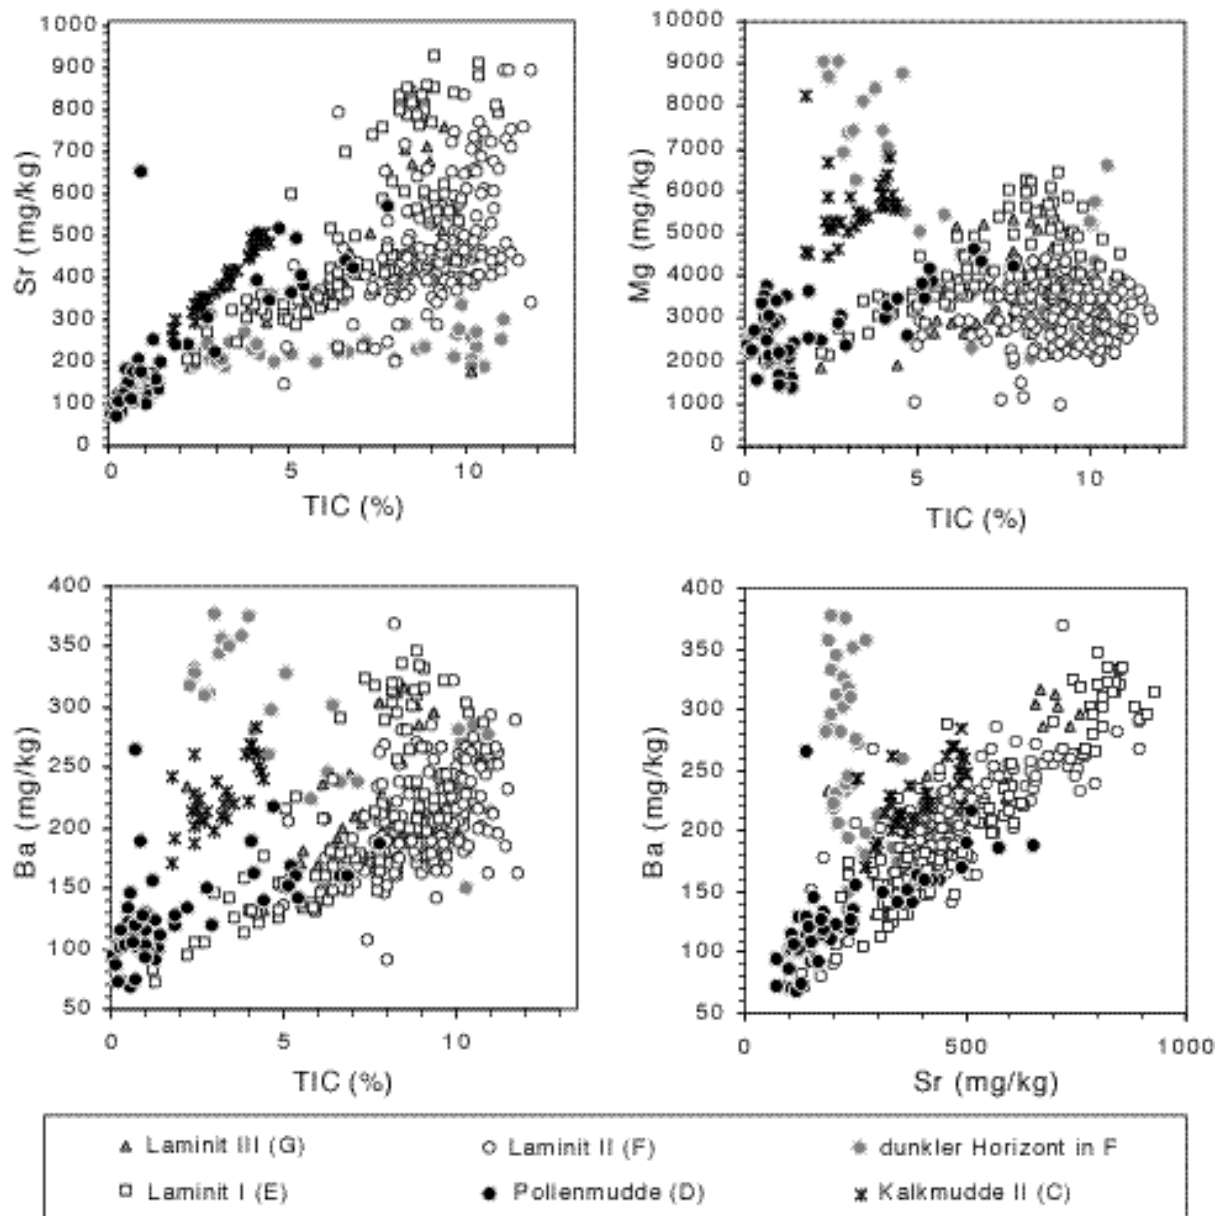 1000
900
800
700
600
500
400
300
200
100
0
Sr (mg/kg)
0 5 10
TIC (%)
10000
9000
8000
7000
6000
5000
4000
3000
2000
1000
0
Mg (mg/kg)
0 5 10
TIC (%)
400
350
300
250
200
150
100
50
Ba (mg/kg)
0 5 10
TIC (%)
400
350
300
250
200
150
100
50
Ba (mg/kg)
0 500 1000
Sr (mg/kg)
Laminit III (G)
Laminit II (F)
dunkler Horizont in F
Laminit I (E)
Pollenmudde (D)
Kalkmudde II (C)